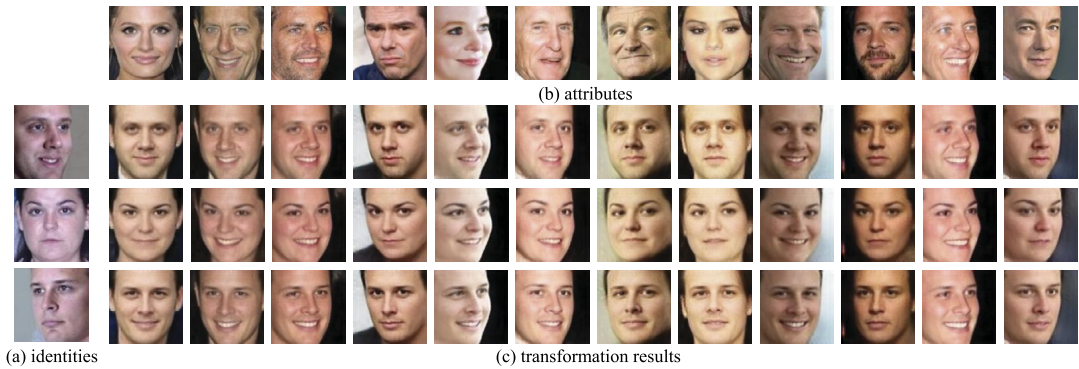 (b) attributes
(a) identities
(c) transformation results